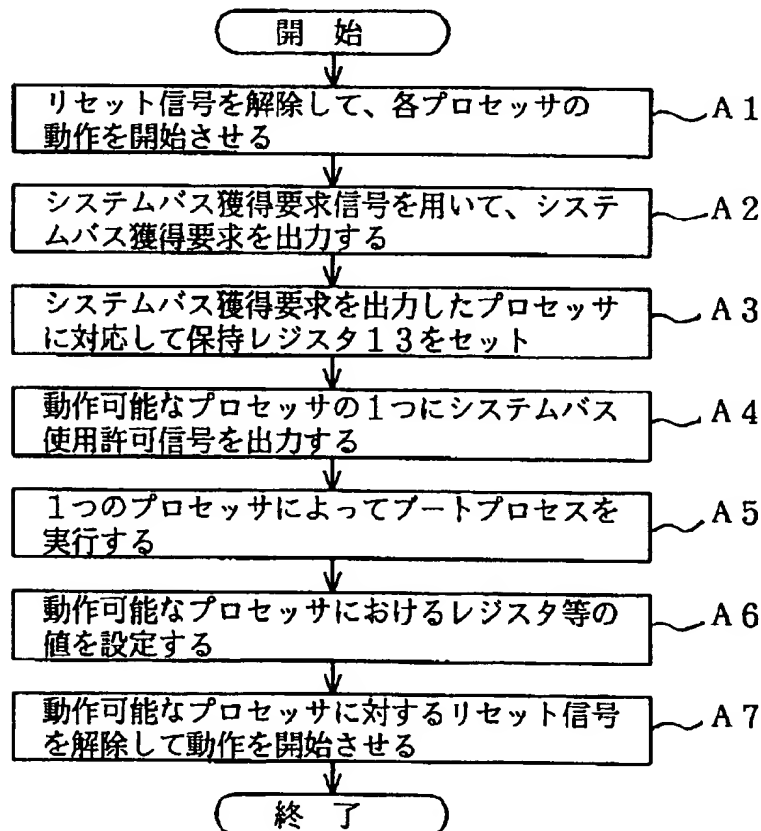 開 始
リセット信号を解除して、各プロセッサの
動作を開始させる
A1
システムバス獲得要求信号を用いて、システ
ムバス獲得要求を出力する
A2
システムバス獲得要求を出力したプロセッサ
に対応して保持レジスタ13をセット
A3
動作可能なプロセッサの1つにシステムバス
使用許可信号を出力する
A4
1つのプロセッサによってブートプロセスを
実行する
A5
動作可能なプロセッサにおけるレジスタ等の
値を設定する
A6
動作可能なプロセッサに対するリセット信号
を解除して動作を開始させる
A7
終 了